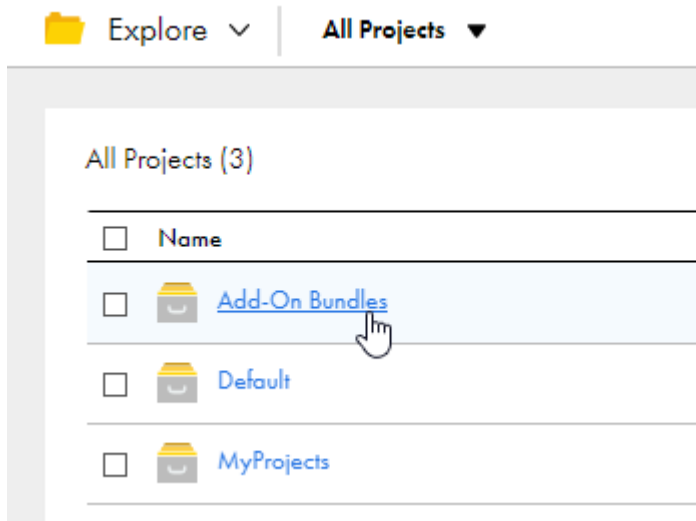 Explore All Projects
All Projects (3)
Name
Add-On Bundles
Default
MyProjects